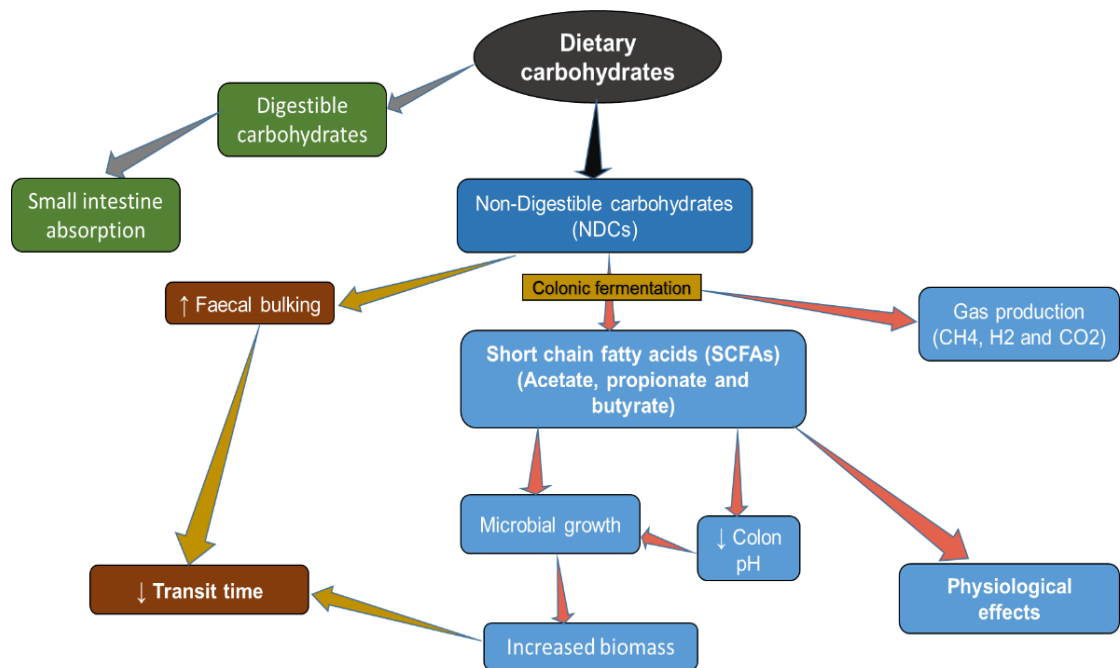 Dietary
carbohydrates
Digestible
carbohydrates
Small intestine
absorption
Non-Digestible carbohydrates
(NDCs)
↑ Faecal bulking
Colonic fermentation
Gas production
(CH4, H2 and CO2)
Short chain fatty acids (SCFAs)
(Acetate, propionate and
butyrate)
Microbial growth
↓ Colon
pH
↓ Transit time
Physiological
effects
Increased biomass